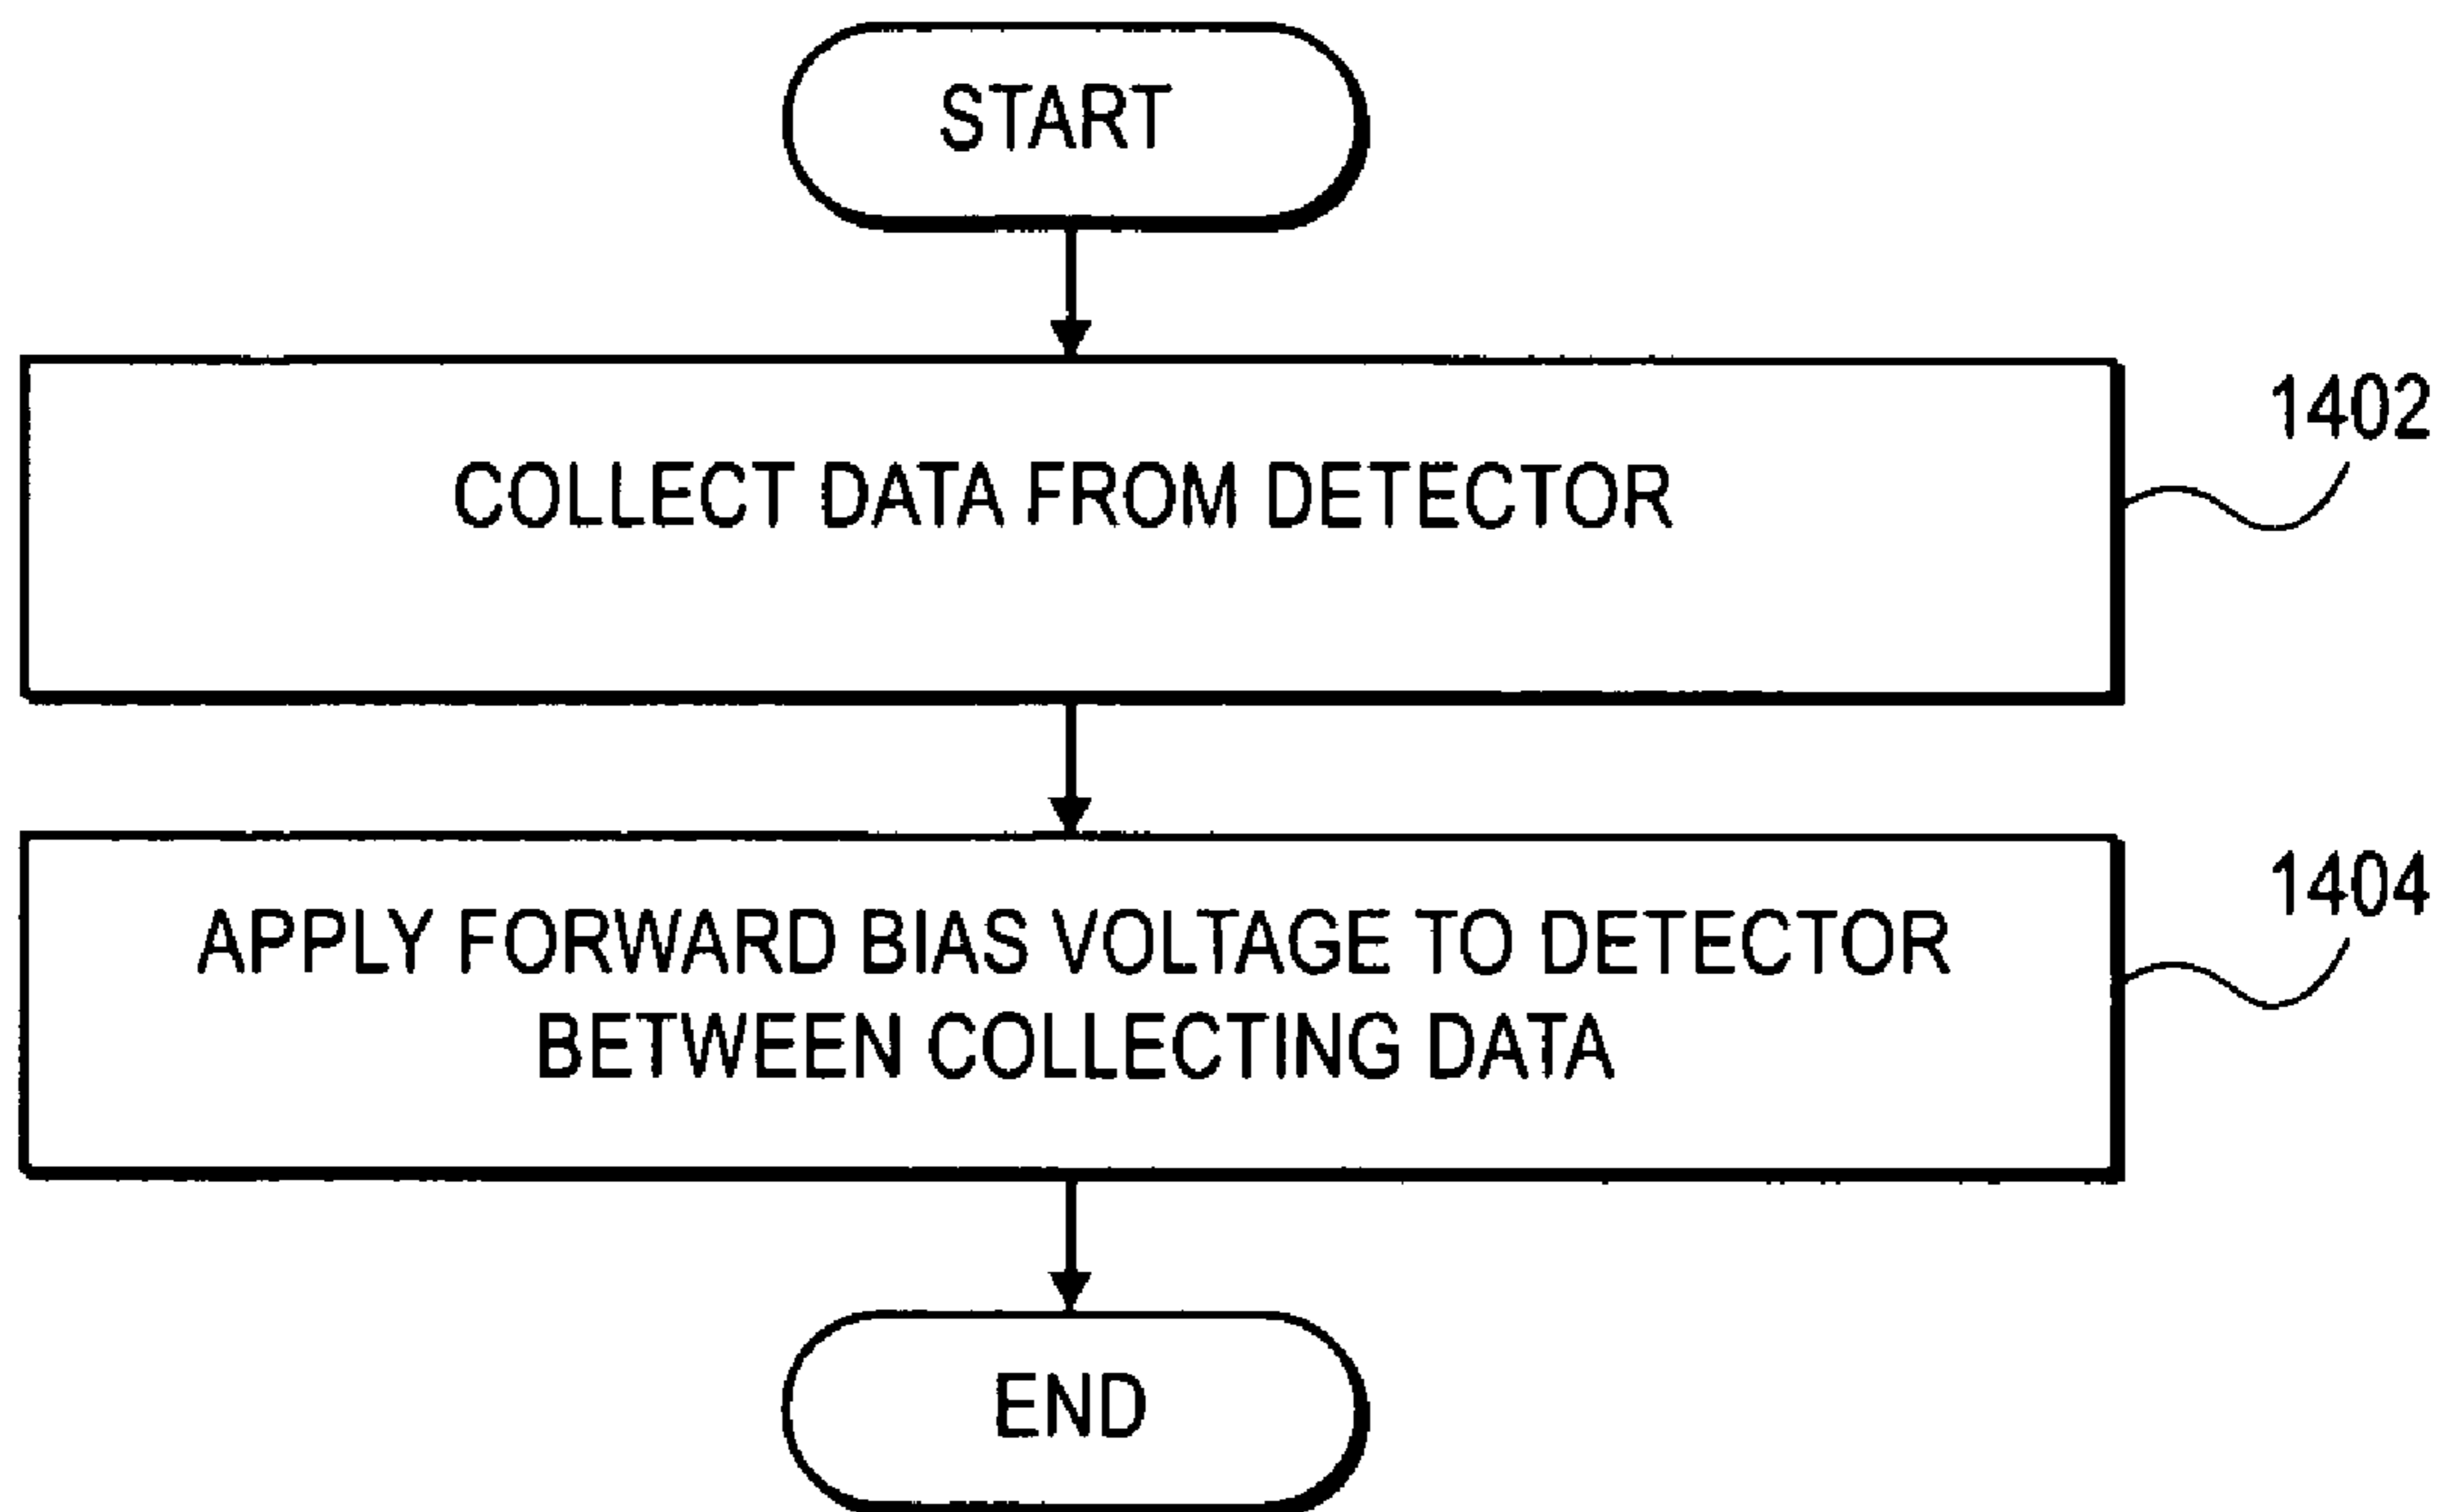 START
COLLECT DATA FROM DETECTOR
1402
APPLY FORWARD BIAS VOLTAGE TO DETECTOR
BETWEEN COLLECTING DATA
1404
END